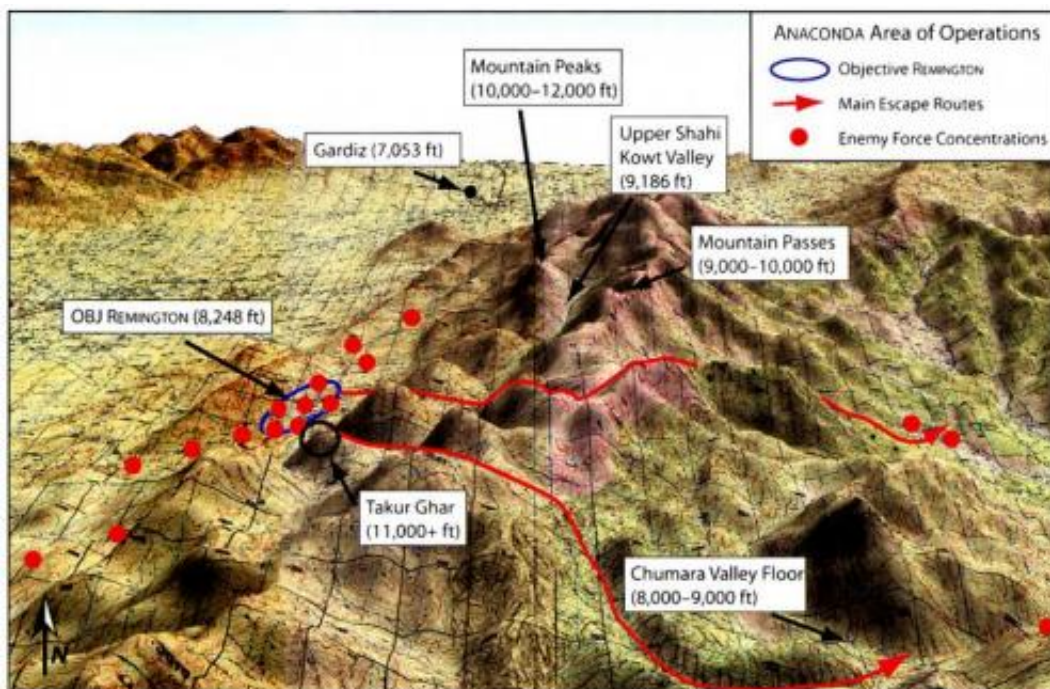 ANACONDA Area of Operations
Objective REMINGTON
Main Escape Routes
Enemy Force Concentrations
Mountain Peaks
(10,000–12,000 ft)
Gardiz (7,053 ft)
Upper Shahi
Kowt Valley
(9,186 ft)
Mountain Passes
(9,000–10,000 ft)
OBJ REMINGTON (8,248 ft)
Takur Ghar
(11,000+ ft)
Chumara Valley Floor
(8,000–9,000 ft)
N